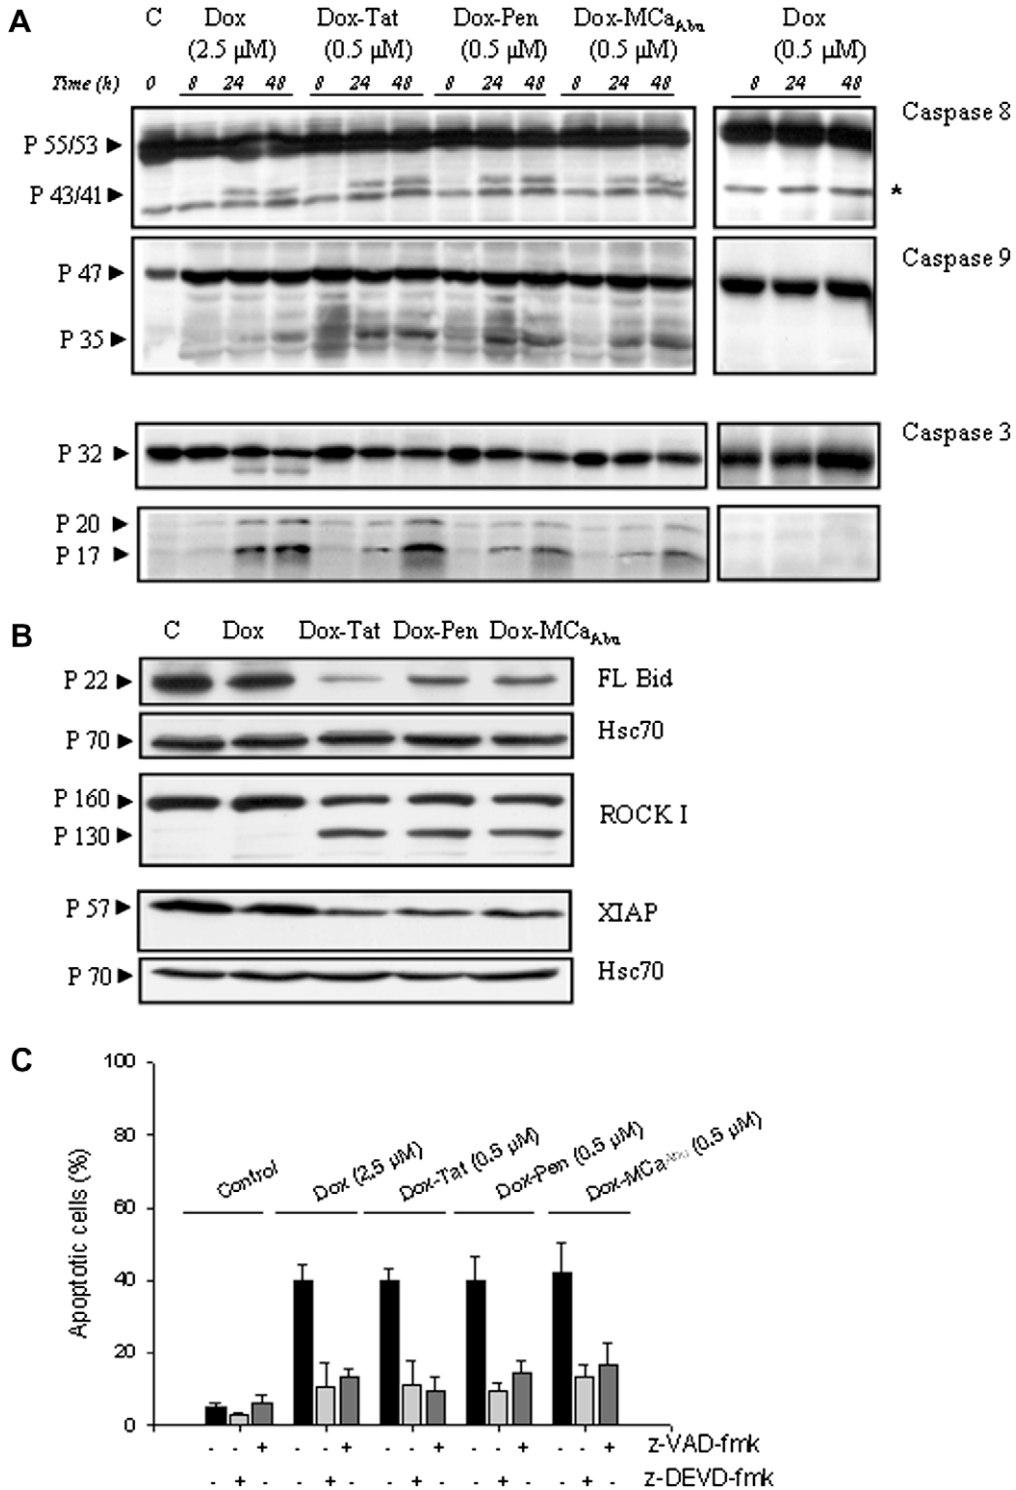 A
C Dox Dox-Tat Dox-Pen Dox-MCaAbu Dox
(2.5 µM) (0.5 µM) (0.5 µM) (0.5 µM) (0.5 µM)
Time (h) 0 8 24 48 8 24 48 8 24 48 8 24 48 8 24 48
Caspase 8
P 55/53
P 43/41
*
Caspase 9
P 47
P 35
Caspase 3
P 32
P 20
P 17
B
C Dox Dox-Tat Dox-Pen Dox-MCaAbu
P 22 FL Bid
P 70 Hsc70
P 160
ROCK I
P 130
P 57 XIAP
P 70 Hsc70
C
100
80
60
40
20
0
Apoptotic cells (%)
Control
Dox (2,5 µM)
Dox-Tat (0.5 µM)
Dox-Pen (0.5 µM)
Dox-MCaAbu (0.5 µM)
- - + - - + - - + - - + - - + z-VAD-fmk
- + - - + - - + - - + - - + - z-DEVD-fmk